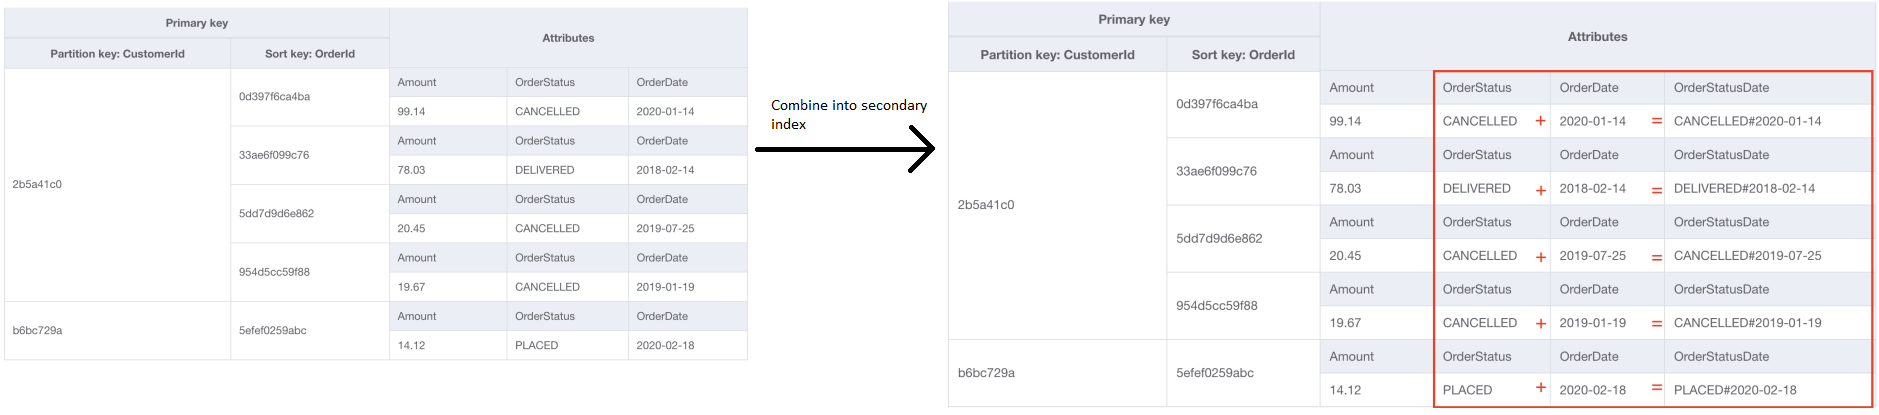 Primary key
Partition key: CustomerId Sort key: OrderId Attributes
2b5a41c0
0d397f6ca4ba
Amount OrderStatus OrderDate
99.14 CANCELLED 2020-01-14
33ae6f099c76
Amount OrderStatus OrderDate
78.03 DELIVERED 2018-02-14
5dd7d9d6e862
Amount OrderStatus OrderDate
20.45 CANCELLED 2019-07-25
954d5cc59f88
Amount OrderStatus OrderDate
19.67 CANCELLED 2019-01-19
b6bc729a
5efef0259abc
Amount OrderStatus OrderDate
14.12 PLACED 2020-02-18
Combine into secondary
index
Primary key
Partition key: CustomerId Sort key: OrderId Attributes
2b5a41c0
0d397f6ca4ba
Amount OrderStatus OrderDate OrderStatusDate
99.14 CANCELLED + 2020-01-14 = CANCELLED#2020-01-14
33ae6f099c76
Amount OrderStatus OrderDate OrderStatusDate
78.03 DELIVERED + 2018-02-14 = DELIVERED#2018-02-14
5dd7d9d6e862
Amount OrderStatus OrderDate OrderStatusDate
20.45 CANCELLED + 2019-07-25 = CANCELLED#2019-07-25
954d5cc59f88
Amount OrderStatus OrderDate OrderStatusDate
19.67 CANCELLED + 2019-01-19 = CANCELLED#2019-01-19
b6bc729a
5efef0259abc
Amount OrderStatus OrderDate OrderStatusDate
14.12 PLACED + 2020-02-18 = PLACED#2020-02-18